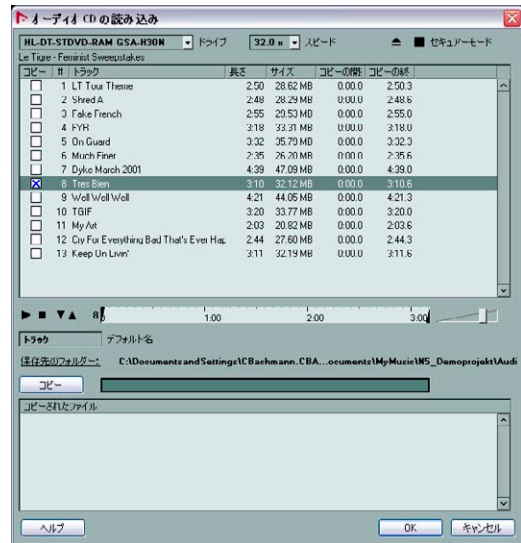 オーディオ CD の読み込み
HL-DT-STDVD-RAM GSA-H30N ドライブ 32.0 x スピード セキュアーモード
Le Tigre - Feminist Sweepstakes
コピー # トラック 長さ サイズ コピーの開始 コピーの終
1 LT Tour Theme 2:50 28.62 MB 0:00.0 2:50.3
2 Shred A 2:48 28.29 MB 0:00.0 2:48.6
3 Fake French 2:55 29.53 MB 0:00.0 2:55.0
4 FYR 3:18 33.31 MB 0:00.0 3:18.0
5 On Guard 3:32 35.79 MB 0:00.0 3:32.3
6 Much Finer 2:35 26.20 MB 0:00.0 2:35.6
7 Dyke March 2001 4:39 47.09 MB 0:00.0 4:39.0
8 Tres Bien 3:10 32.12 MB 0:00.0 3:10.6
9 Well Well Well 4:21 44.05 MB 0:00.0 4:21.3
10 TGIF 3:20 33.77 MB 0:00.0 3:20.0
11 My Art 2:03 20.82 MB 0:00.0 2:03.6
12 Cry For Everything Bad That's Ever Hap 2:44 27.60 MB 0:00.0 2:44.3
13 Keep On Livin' 3:11 32.19 MB 0:00.0 3:11.6
8 1:00 2:00 3:00
トラック デフォルト名
保存先のフォルダー: C:\Documents and Settings\CBachmann.CBA...ocuments\MyMusic\N5_Demoprojekt\Audi
コピー
コピーされたファイル
ヘルプ OK キャンセル